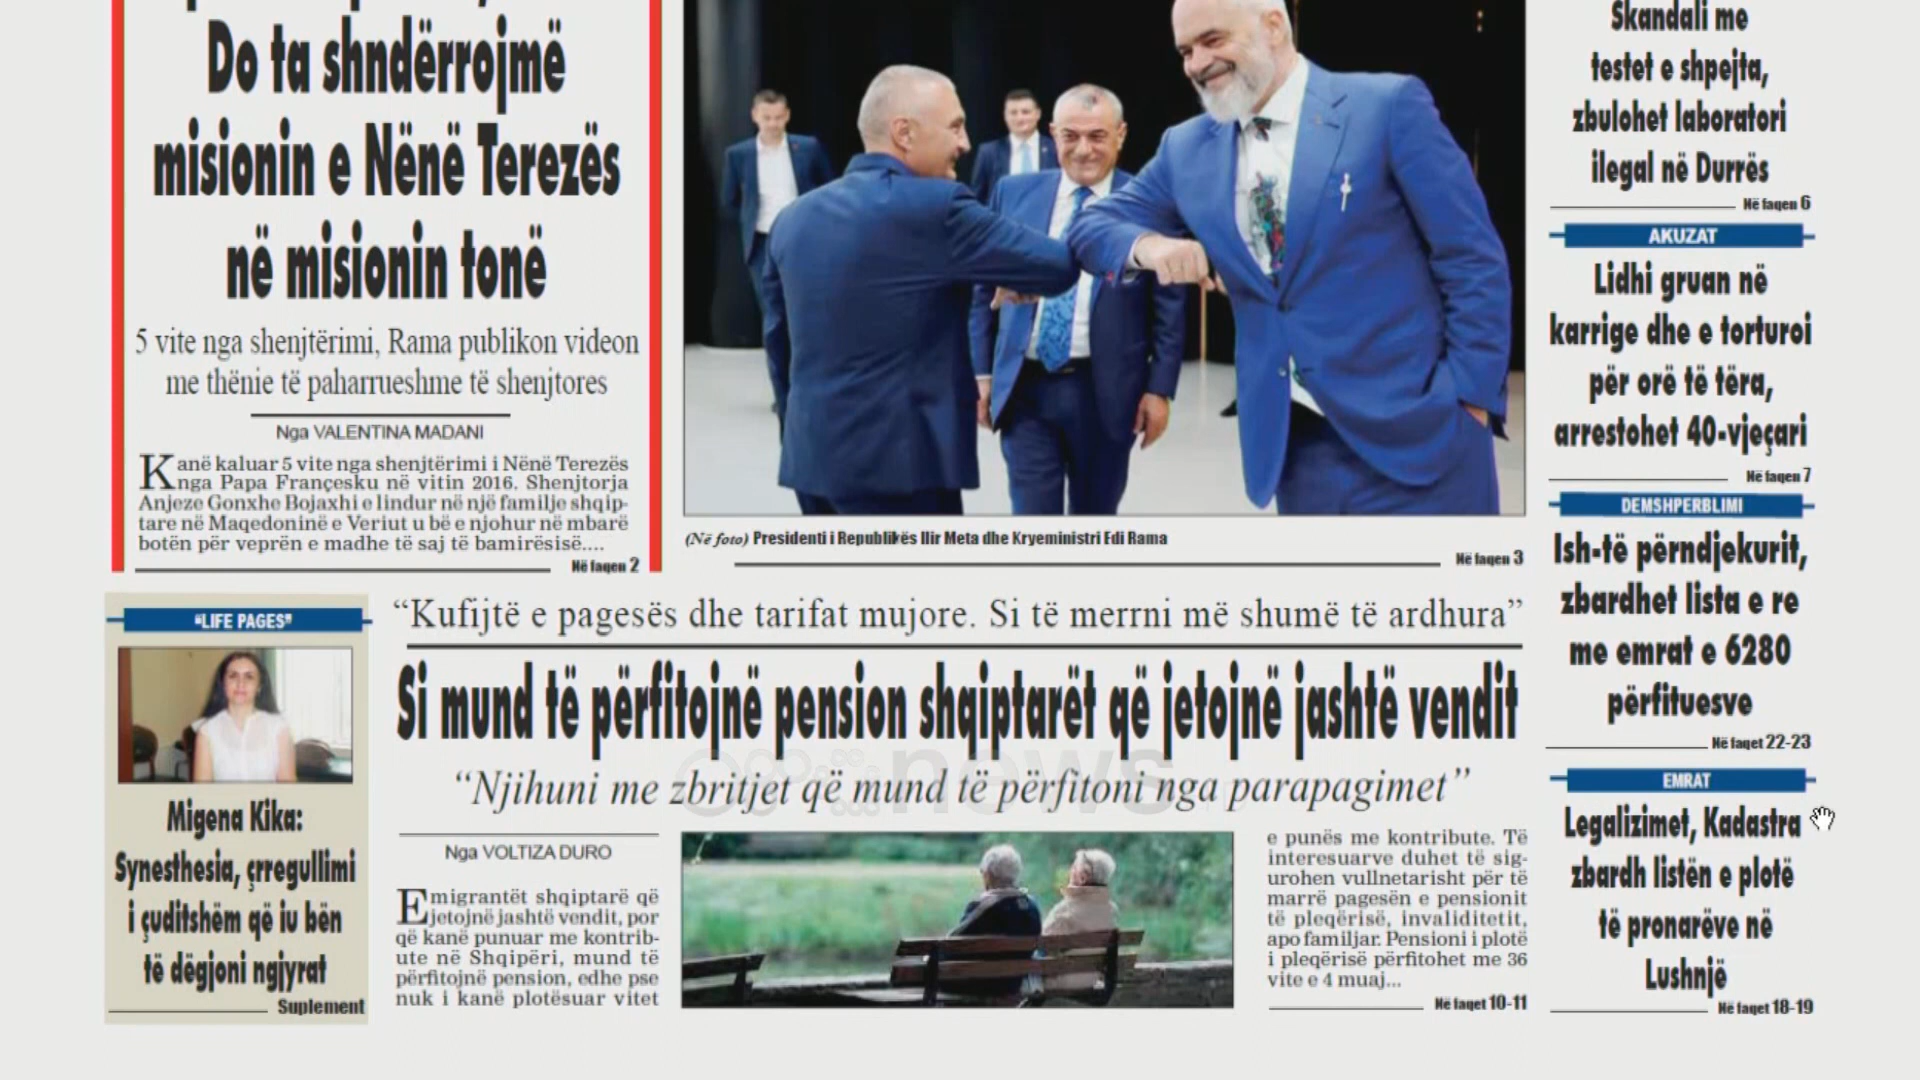 Do ta shndërrojmë
misionin e Nënë Terezës
në misionin tonë
5 vite nga shenjtërimi, Rama publikon videon
me thënie të paharrueshme të shenjtores
Nga VALENTINA MADANI
Kanë kaluar 5 vite nga shenjtërimi i Nënë Terezës
nga Papa Françesku në vitin 2016. Shenjtorja
Anjeze Gonxhe Bojaxhi e lindur në një familje shqip-
tare në Maqedoninë e Veriut u bë e njohur në mbarë
botën për veprën e madhe të saj të bamirësisë....
Në faqen 2
(Në foto) Presidenti i Republikës Ilir Meta dhe Kryeministri Edi Rama
Në faqen 3
Skandali me
testet e shpejta,
zbulohet laboratori
ilegal në Durrës
Në faqen 6
AKUZAT
Lidhi gruan në
karrige dhe e torturoi
për orë të tëra,
arrestohet 40-vjeçari
Në faqen 7
DEMSHPERBLIMI
Ish-të përndjekurit,
zbardhet lista e re
me emrat e 6280
përfituesve
Në faqet 22-23
EMRAT
Legalizimet, Kadastra
zbardh listën e plotë
të pronarëve në
Lushnjë
Në faqet 18-19
"LIFE PAGES"
Migena Kika:
Synesthesia, çrregullimi
i çuditshëm që iu bën
të dëgjoni ngjyrat
Suplement
“Kufijtë e pagesës dhe tarifat mujore. Si të merrni më shumë të ardhura”
Si mund të përfitojnë pension shqiptarët që jetojnë jashtë vendit
“Njihuni me zbritjet që mund të përfitoni nga parapagimet”
news
Nga VOLTIZA DURO
Emigrantët shqiptarë që
jetojnë jashtë vendit, por
që kanë punuar me kontrib-
ute në Shqipëri, mund të
përfitojnë pension, edhe pse
nuk i kanë plotësuar vitet
e punës me kontribute. Të
interesuarve duhet të sig-
urohen vullnetarisht për të
marrë pagesën e pensionit
të pleqërisë, invaliditetit,
apo familjar. Pensioni i plotë
i pleqërisë përfitohet me 36
vite e 4 muaj...
Në faqet 10-11